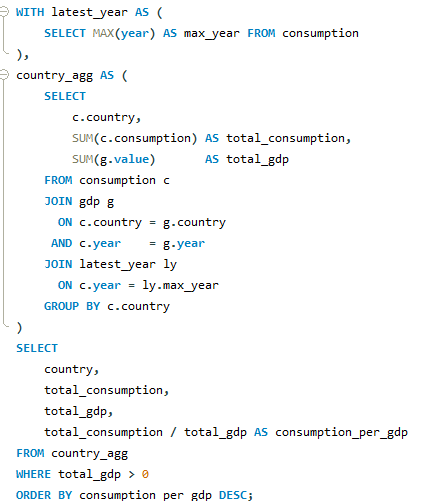 WITH latest_year AS (
    SELECT MAX(year) AS max_year FROM consumption
),
country_agg AS (
    SELECT
        c.country,
        SUM(c.consumption) AS total_consumption,
        SUM(g.value)       AS total_gdp
    FROM consumption c
    JOIN gdp g
      ON c.country = g.country
     AND c.year    = g.year
    JOIN latest_year ly
      ON c.year = ly.max_year
    GROUP BY c.country
)
SELECT
    country,
    total_consumption,
    total_gdp,
    total_consumption / total_gdp AS consumption_per_gdp
FROM country_agg
WHERE total_gdp > 0
ORDER BY consumption_per_gdp DESC;